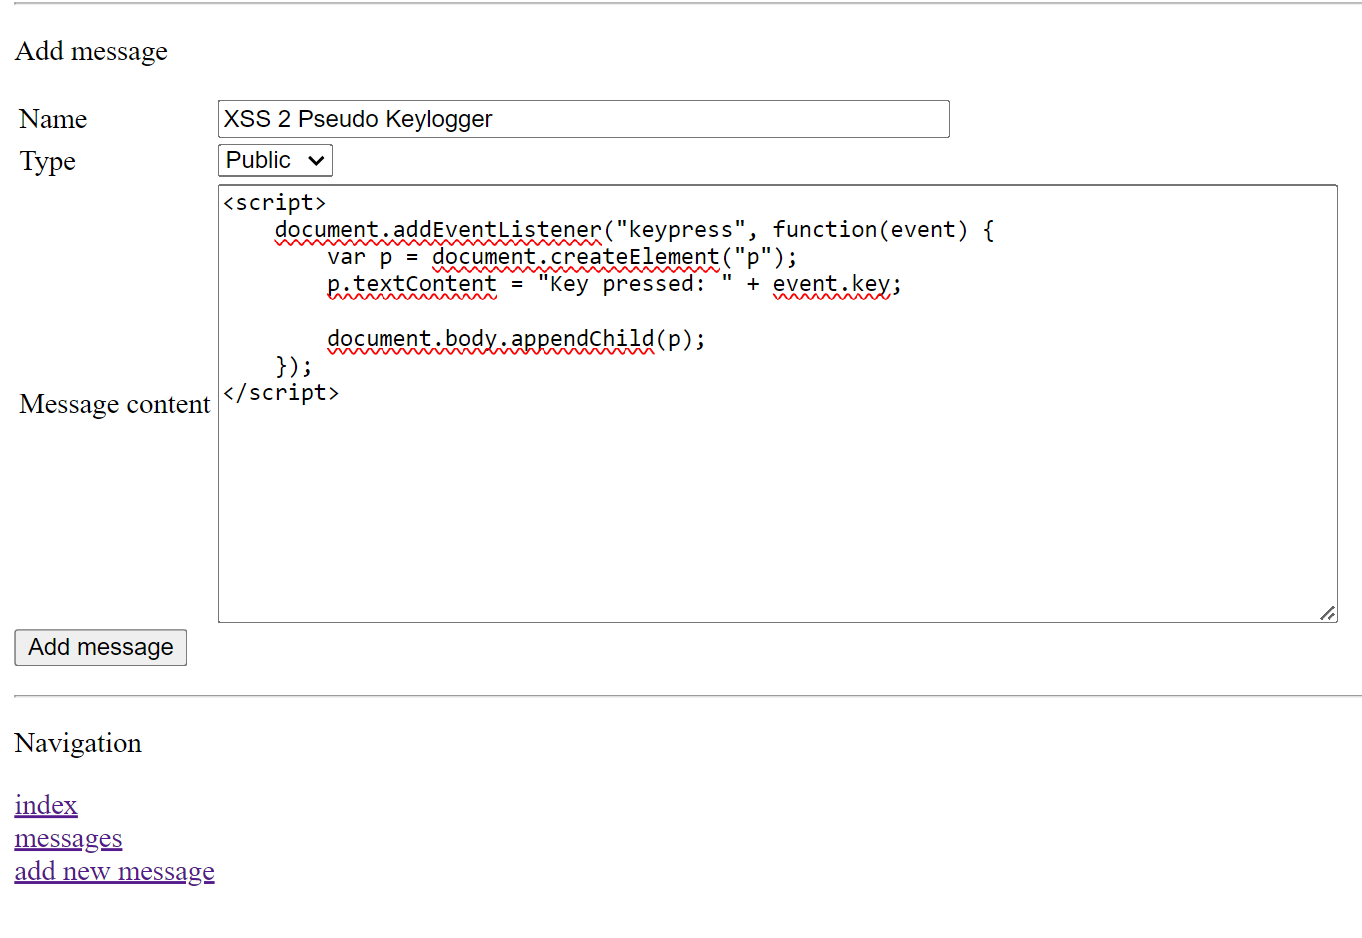 Add message
Name XSS 2 Pseudo Keylogger
Type Public
Message content
<script>
    document.addEventListener("keypress", function(event) {
        var p = document.createElement("p");
        p.textContent = "Key pressed: " + event.key;

        document.body.appendChild(p);
    });
</script>
Add message
Navigation
index
messages
add new message